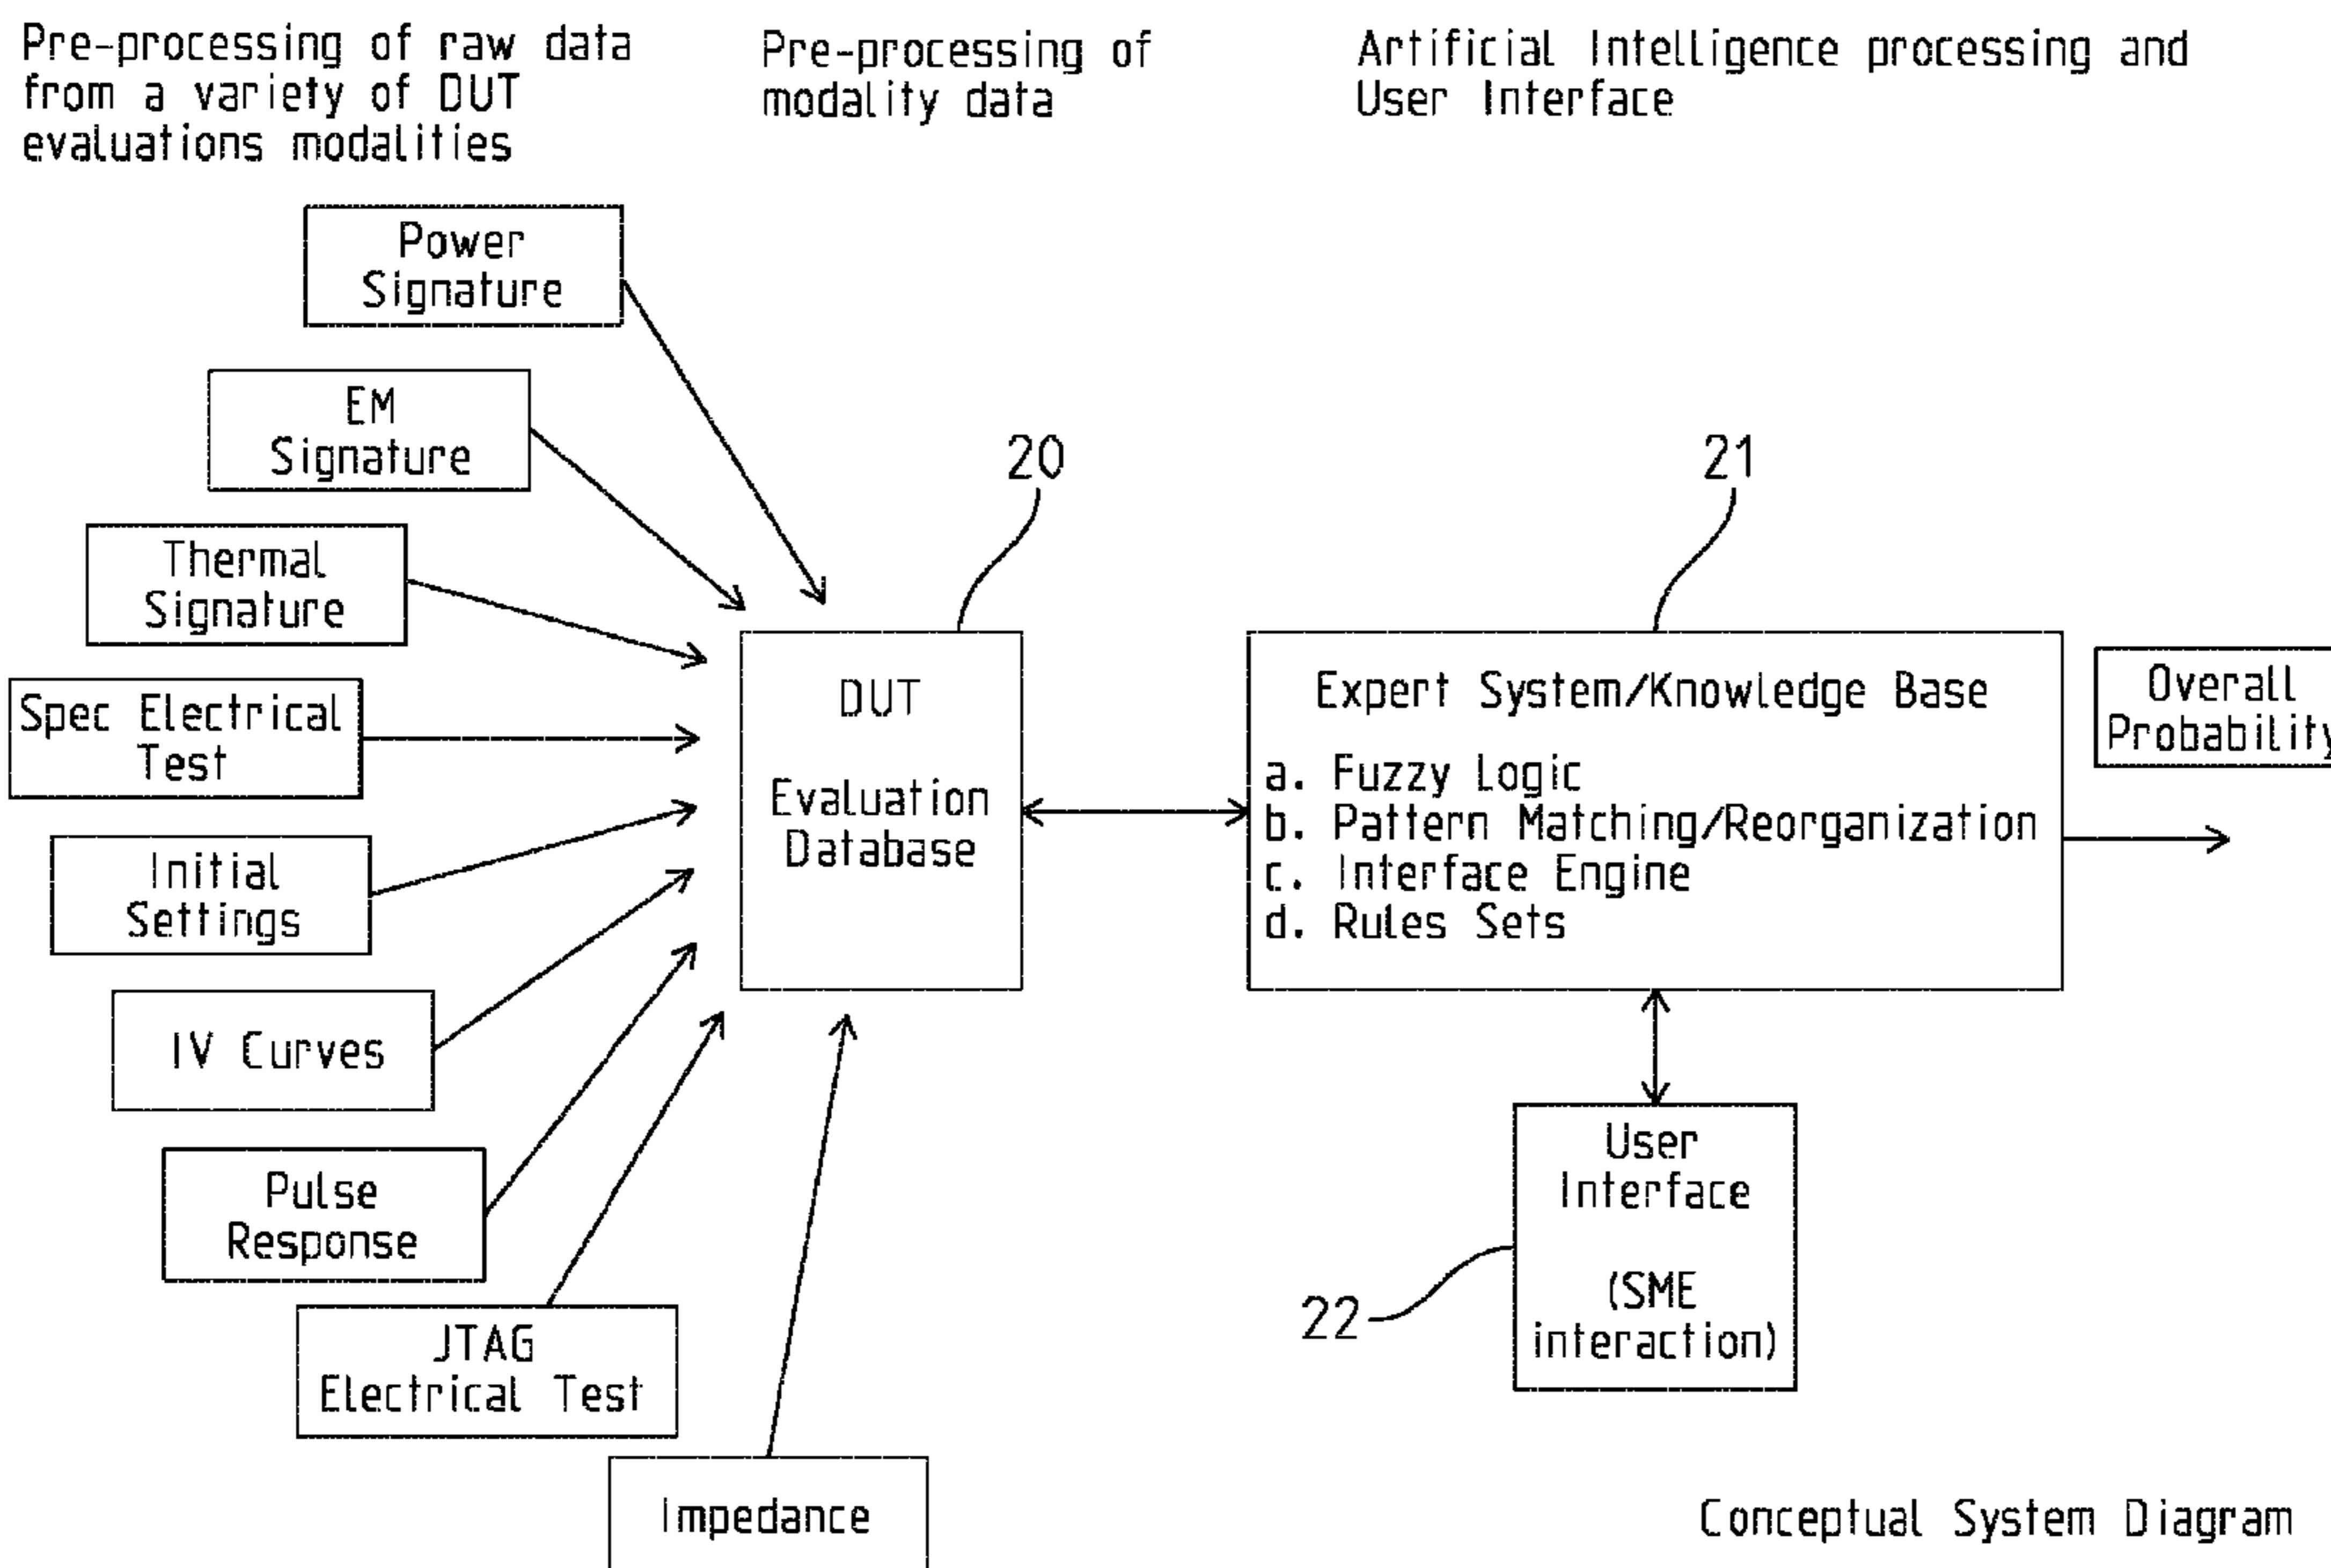 Pre-processing of raw data
from a variety of DUT
evaluations modalities
Pre-processing of
modality data
Artificial Intelligence processing and
User Interface
Power
Signature
EM
Signature
Thermal
Signature
Spec Electrical
Test
Initial
Settings
IV Curves
Pulse
Response
JTAG
Electrical Test
Impedance
20
DUT
Evaluation
Database
21
Expert System/Knowledge Base
a. Fuzzy Logic
b. Pattern Matching/Reorganization
c. Interface Engine
d. Rules Sets
Overall
Probability
User
Interface
(SME
interaction)
22
Conceptual System Diagram